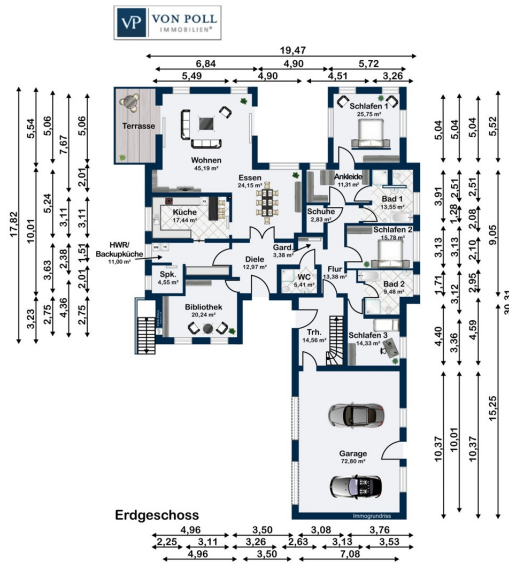 VP VON POLL
IMMOBILIEN®
19,47
6,84 4,90 5,72
5,49 4,90 4,51 3,26
17,82
5,54 10,01 3,23
5,06 5,24 3,63 2,75
7,67 3,11 2,38 4,36
5,06 2,01 3,11 1,51 2,01 2,75
Terrasse
Wohnen
45,19 m²
Essen
24,15 m²
Küche
17,44 m²
HWR/
Backupküche
11,00 m²
Spk.
4,55 m²
Diele
12,97 m²
Bibliothek
20,24 m²
Gard.
3,38 m²
WC
5,41 m²
Schlafen 1
25,75 m²
Ankleide
11,31 m²
Schuhe
2,83 m²
Bad 1
13,55 m²
Schlafen 2
15,78 m²
Flur
13,38 m²
Bad 2
9,48 m²
Trh.
14,56 m²
Schlafen 3
14,33 m²
Garage
72,80 m²
Immogrundriss
5,04 3,91 3,13 1,71 4,40 10,37
5,04 2,51 1,28 3,13 3,12 3,36 10,01
5,04 2,51 2,08 2,10 2,95 4,59 10,37
5,52 9,05 15,25
30,31
Erdgeschoss
4,96 3,50 3,08 3,76
2,25 3,11 3,26 2,63 3,13 3,53
4,96 3,50 7,08